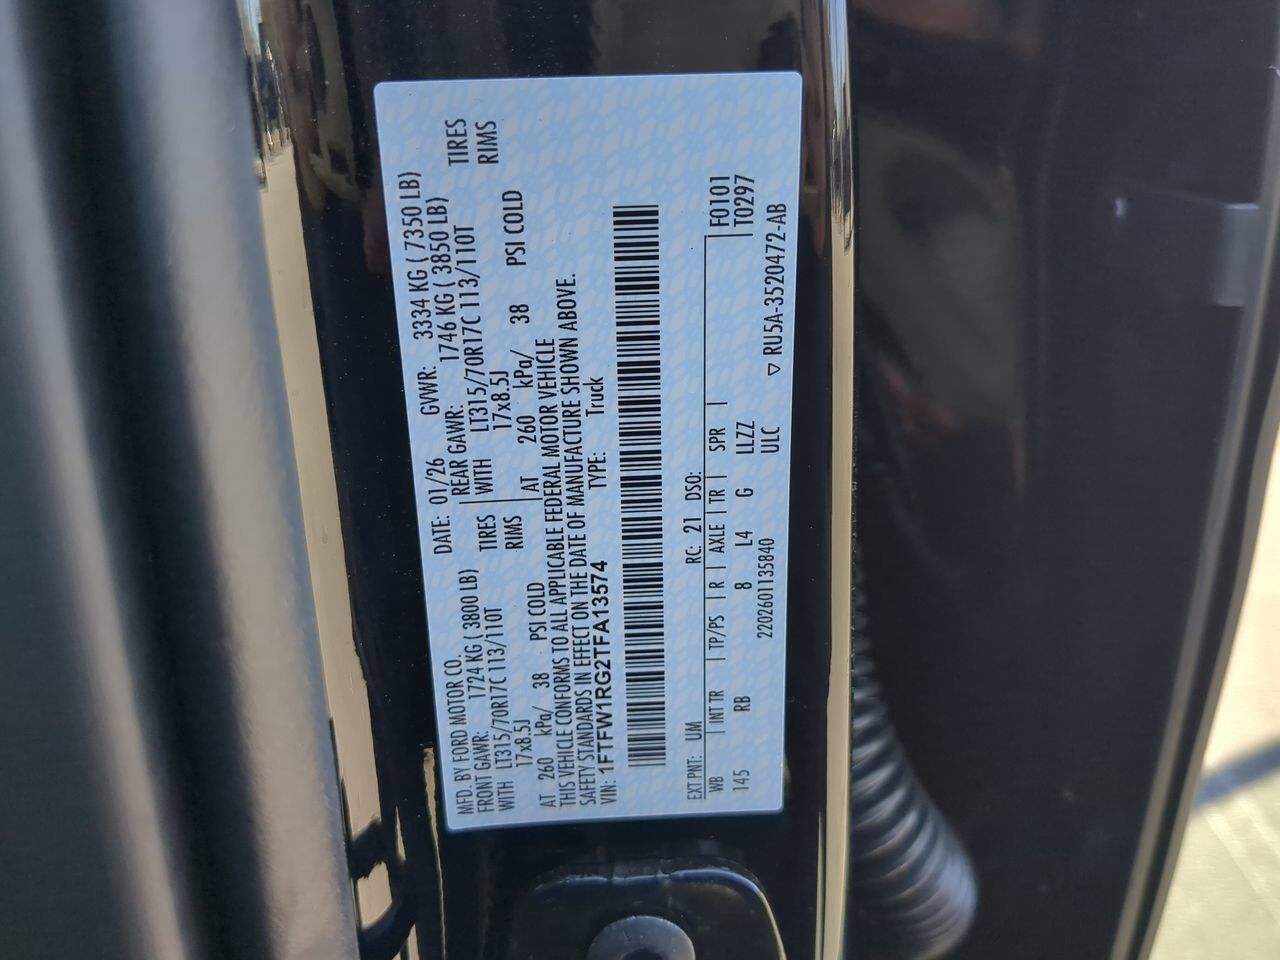 MFD. BY FORD MOTOR CO. DATE: 01/26 GVWR: 3334 KG ( 7350 LB)
FRONT GAWR: 1724 KG ( 3800 LB) REAR GAWR: 1746 KG ( 3850 LB)
WITH LT315/70R17C 113/110T TIRES WITH LT315/70R17C 113/110T TIRES
17x8.5J RIMS 17x8.5J RIMS
AT 260 kPa/ 38 PSI COLD AT 260 kPa/ 38 PSI COLD
THIS VEHICLE CONFORMS TO ALL APPLICABLE FEDERAL MOTOR VEHICLE
SAFETY STANDARDS IN EFFECT ON THE DATE OF MANUFACTURE SHOWN ABOVE.
VIN: 1FTFW1RG2TFA13574 TYPE: Truck
EXT PNT: UM RC: 21 DSO: F0101
WB INT TR TP/PS R AXLE TR SPR T0297
145 RB 8 L4 G LLZZ
2202601135840 ULC ▽ RU5A-3520472-AB